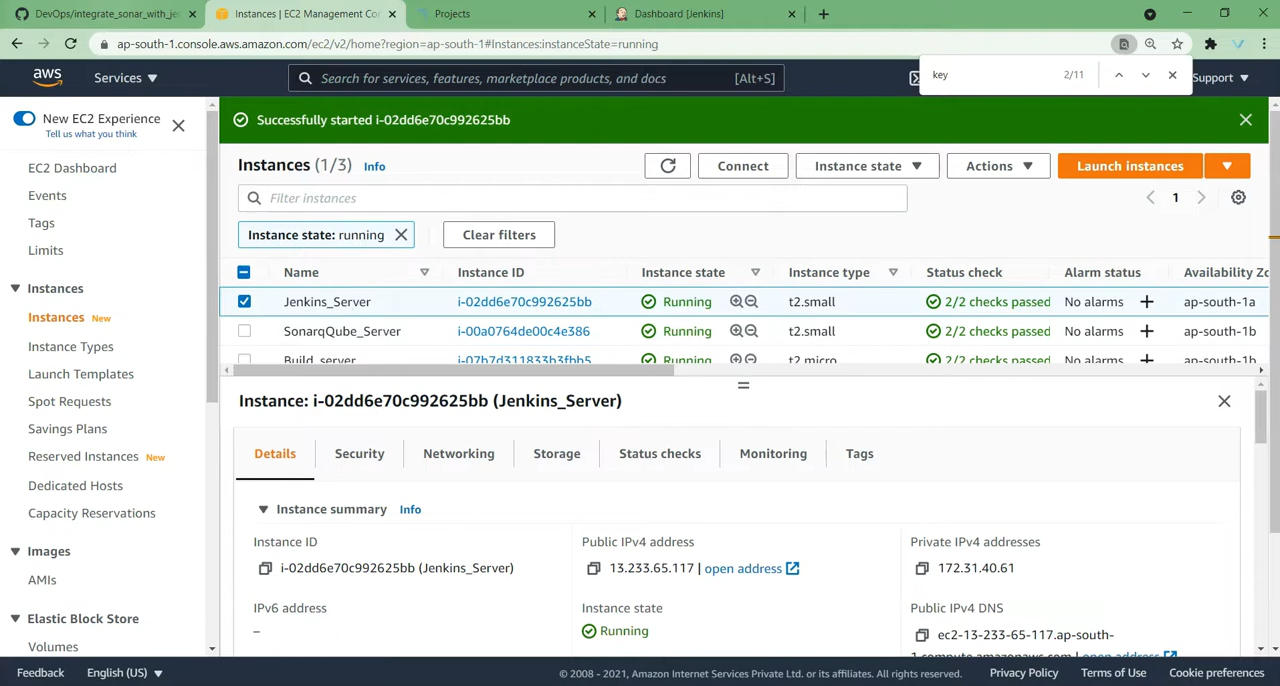 DevOps/integrate_sonar_with_je
Instances | EC2 Management Co
Projects
Dashboard [Jenkins]
ap-south-1.console.aws.amazon.com/ec2/v2/home?region=ap-south-1#Instances:instanceState=running
key 2/11
aws Services Search for services, features, marketplace products, and docs [Alt+S] Support
New EC2 Experience
Tell us what you think
EC2 Dashboard
Events
Tags
Limits
Instances
Instances New
Instance Types
Launch Templates
Spot Requests
Savings Plans
Reserved Instances New
Dedicated Hosts
Capacity Reservations
Images
AMIs
Elastic Block Store
Volumes
Successfully started i-02dd6e70c992625bb
Instances (1/3) Info Connect Instance state Actions Launch instances
Filter instances 1
Instance state: running Clear filters
Name Instance ID Instance state Instance type Status check Alarm status Availability Zo
Jenkins_Server i-02dd6e70c992625bb Running t2.small 2/2 checks passed No alarms + ap-south-1a
SonarqQube_Server i-00a0764de00c4e386 Running t2.small 2/2 checks passed No alarms + ap-south-1b
Build_server i-07b7d311833b3fbb5 Running t2.micro 2/2 checks passed No alarms + ap-south-1b
Instance: i-02dd6e70c992625bb (Jenkins_Server)
Details Security Networking Storage Status checks Monitoring Tags
Instance summary Info
Instance ID Public IPv4 address Private IPv4 addresses
i-02dd6e70c992625bb (Jenkins_Server) 13.233.65.117 | open address 172.31.40.61
IPv6 address Instance state Public IPv4 DNS
– Running ec2-13-233-65-117.ap-south-
1.compute.amazonaws.com | open address
Feedback English (US) © 2008 - 2021, Amazon Internet Services Private Ltd. or its affiliates. All rights reserved. Privacy Policy Terms of Use Cookie preferences